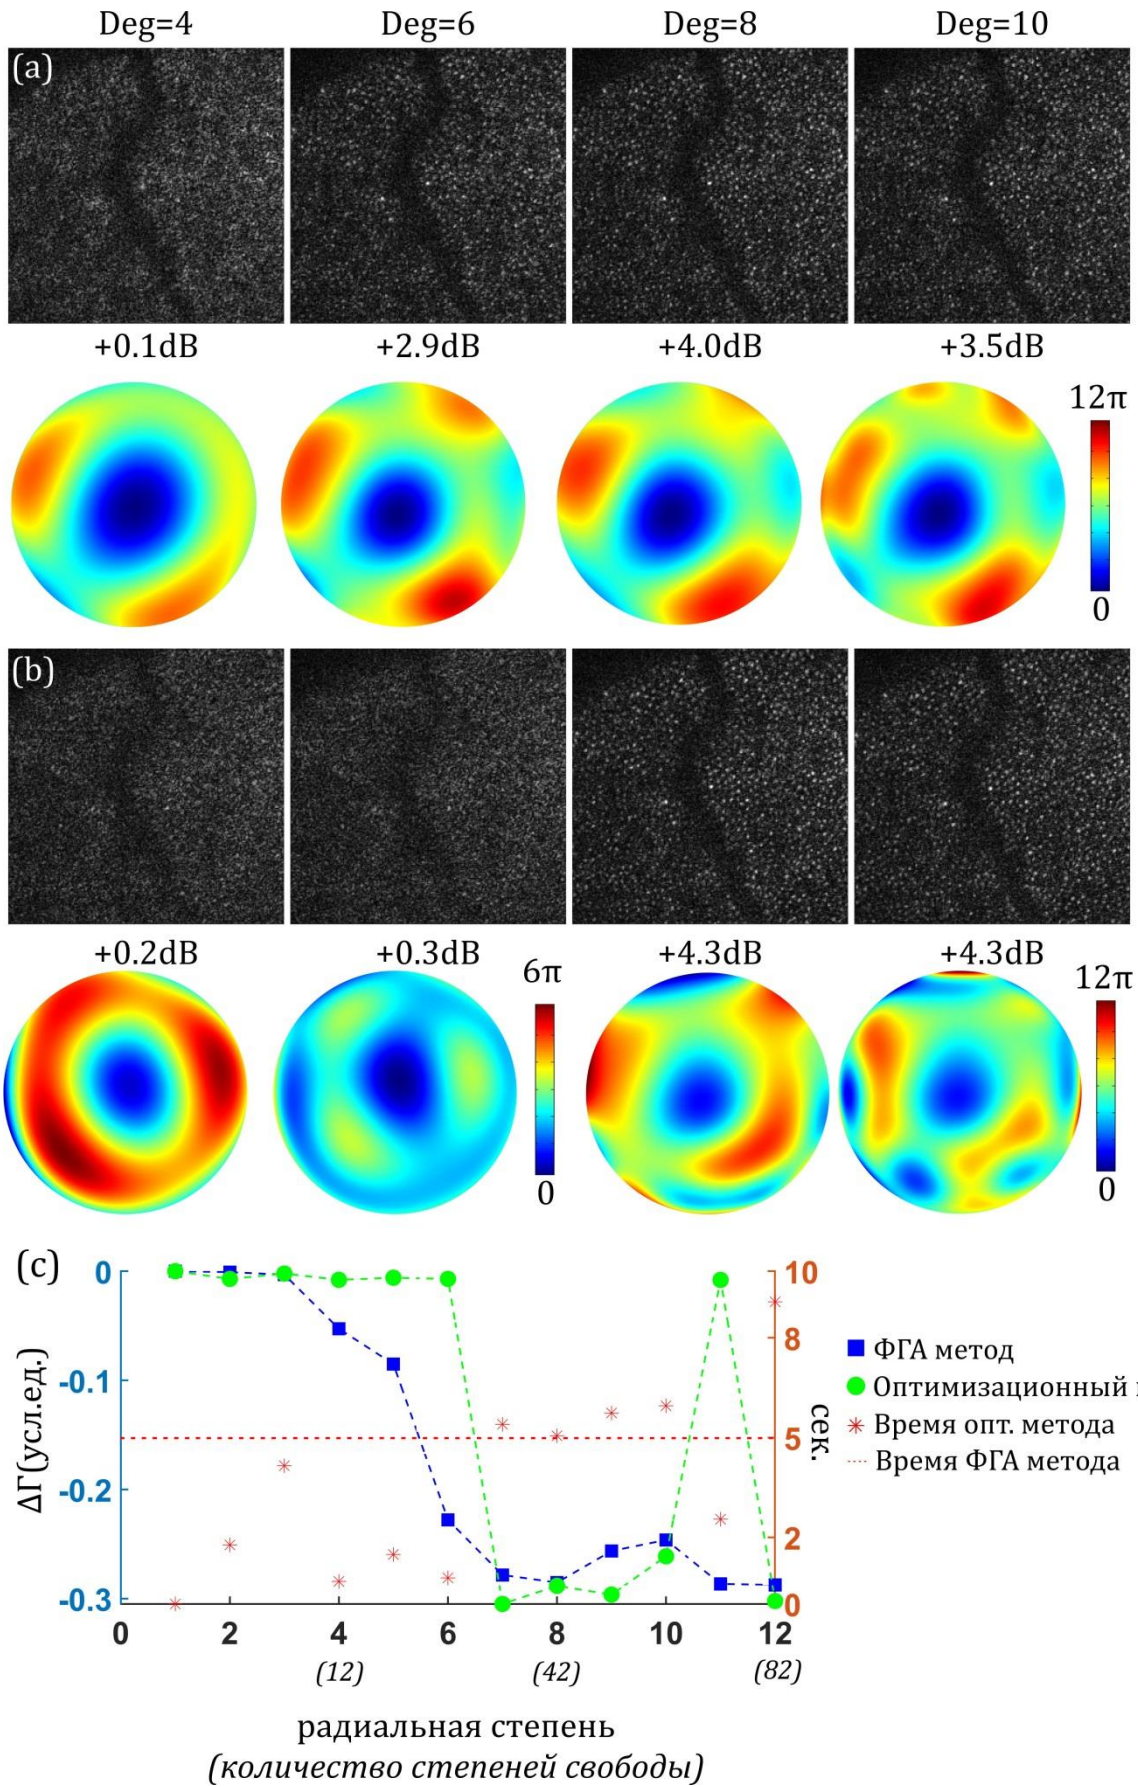 Deg=4 Deg=6 Deg=8 Deg=10
(a)
+0.1dB +2.9dB +4.0dB +3.5dB
12π
0
(b)
+0.2dB +0.3dB +4.3dB +4.3dB
6π 12π
0 0
(c)
0 -0.1 -0.2 -0.3
ΔΓ(усл.ед.)
10 8 5 2 0
сек.
ФГА метод
Оптимизационный
Время опт. метода
Время ФГА метода
0 2 4 6 8 10 12
(12) (42) (82)
радиальная степень
(количество степеней свободы)